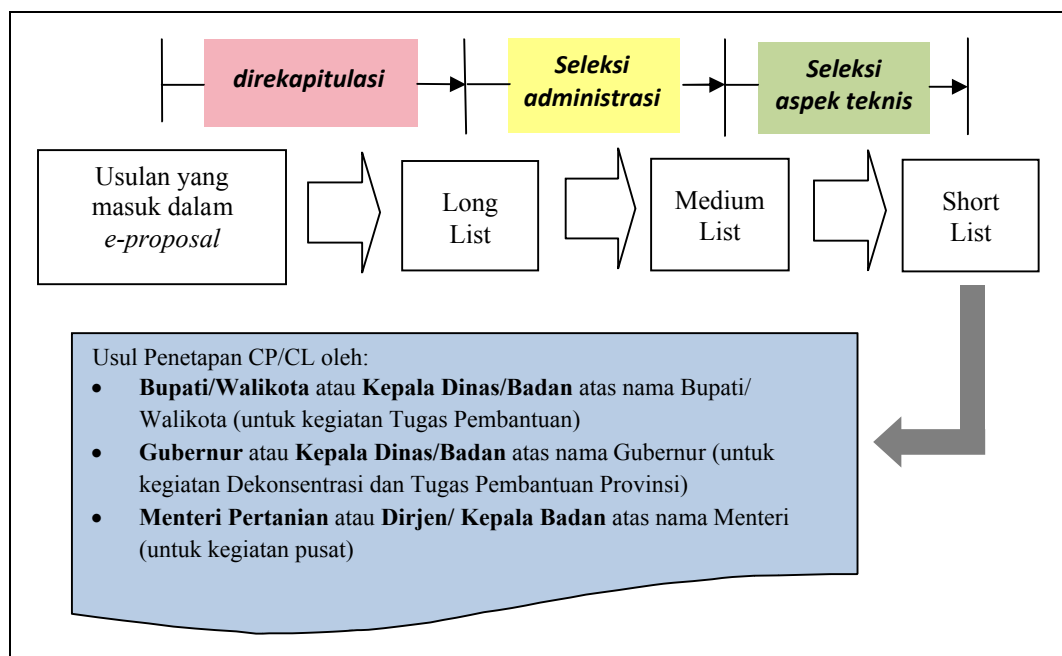 direkapitulasi
Seleksi
administrasi
Seleksi
aspek teknis
Usulan yang
masuk dalam
e-proposal
Long
List
Medium
List
Short
List
Usul Penetapan CP/CL oleh:
• Bupati/Walikota atau Kepala Dinas/Badan atas nama Bupati/
Walikota (untuk kegiatan Tugas Pembantuan)
• Gubernur atau Kepala Dinas/Badan atas nama Gubernur (untuk
kegiatan Dekonsentrasi dan Tugas Pembantuan Provinsi)
• Menteri Pertanian atau Dirjen/ Kepala Badan atas nama Menteri
(untuk kegiatan pusat)